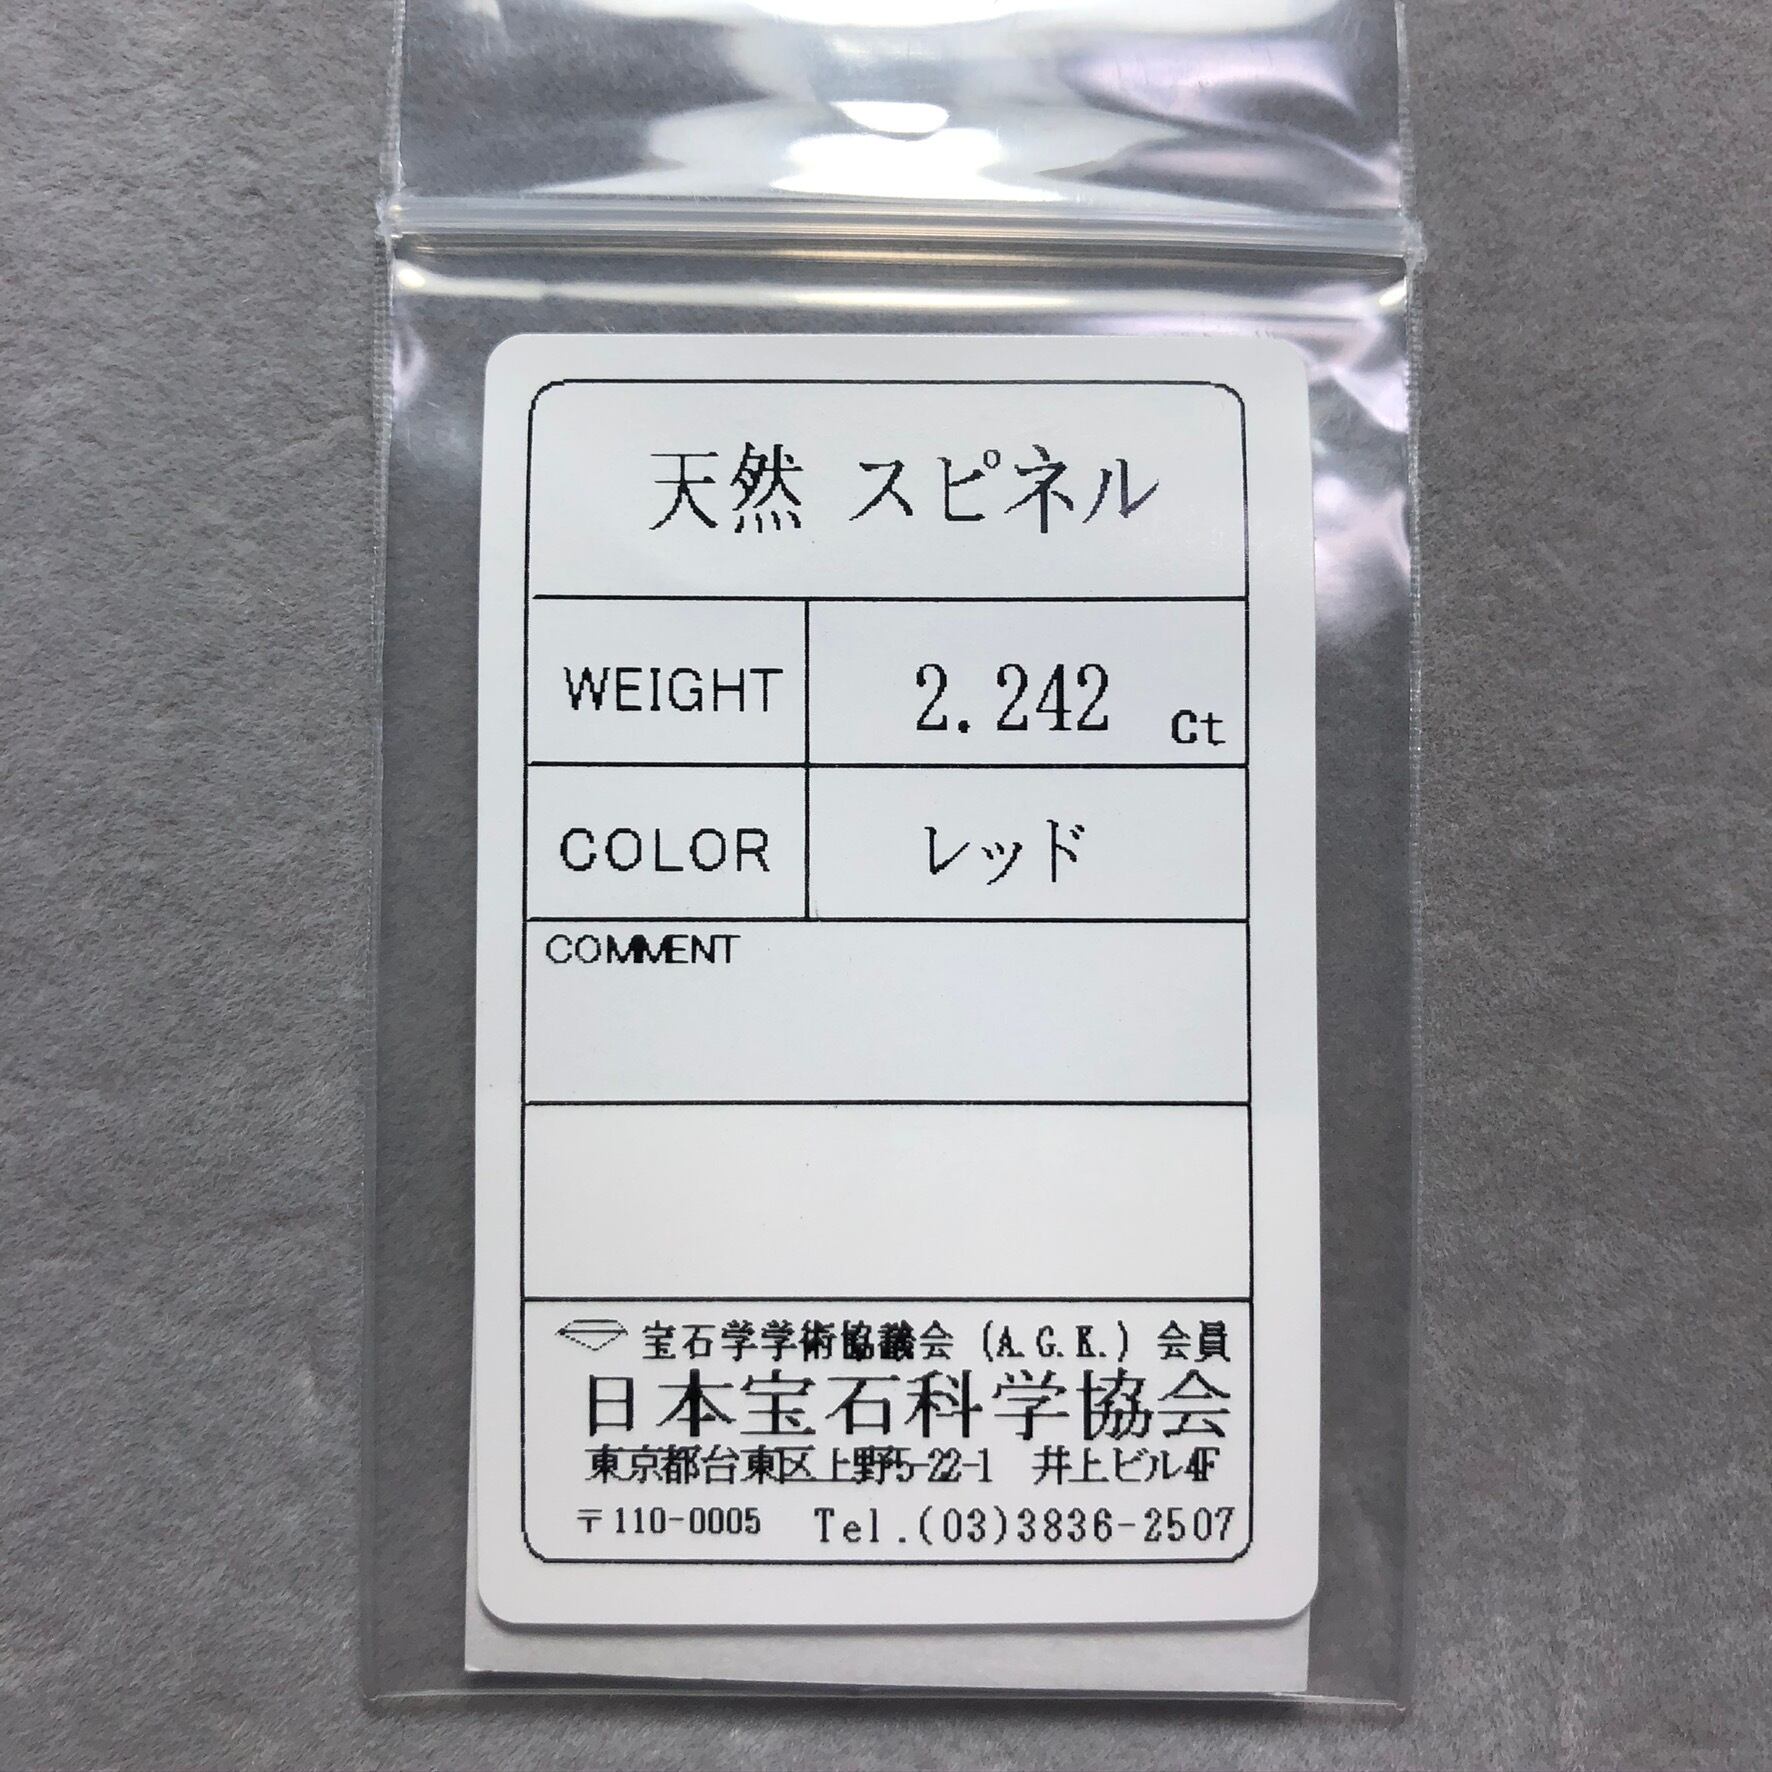 天然 スピネル
WEIGHT 2.242 ct
COLOR レッド
COMMENT
宝石学学術協議会 (A.G.K.) 会員
日本宝石科学協会
東京都台東区上野5-22-1 井上ビル4F
〒110-0005 Tel.(03)3836-2507